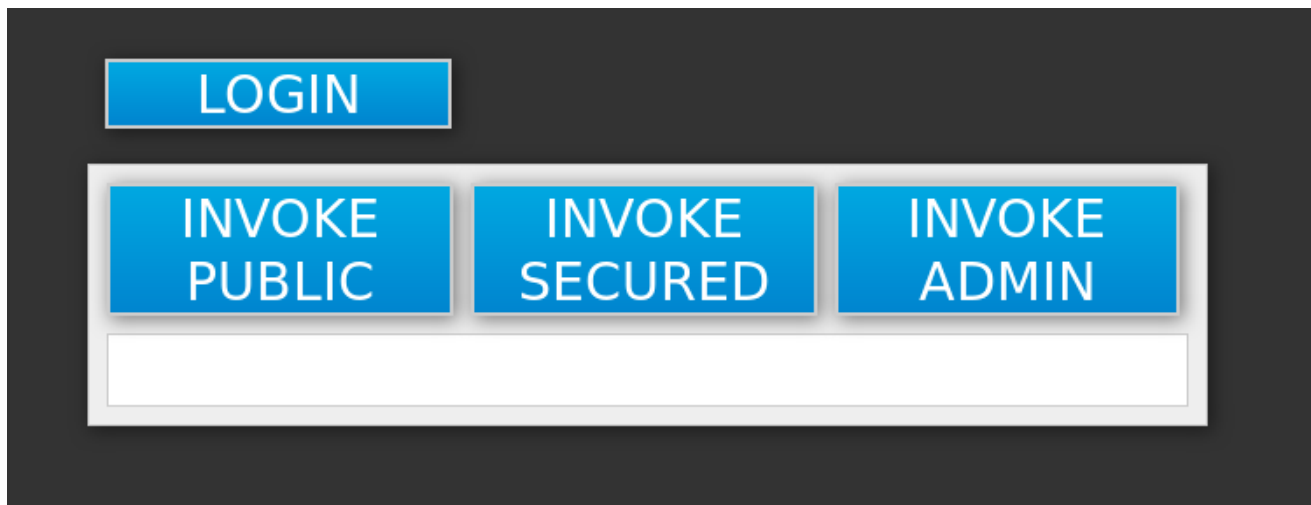 LOGIN
INVOKE
PUBLIC
INVOKE
SECURED
INVOKE
ADMIN